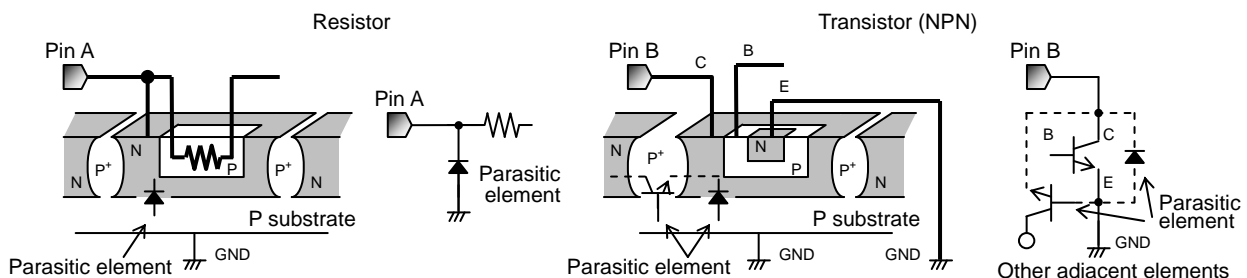 Resistor
Transistor (NPN)
Pin A
N
P+
N
P
P+
N
P substrate
Parasitic element
GND
Pin A
Parasitic
element
Pin B
C
B
E
N
P+
N
P
P+
N
P substrate
Parasitic element
GND
GND
Pin B
B
C
E
Parasitic
element
GND
Other adjacent elements